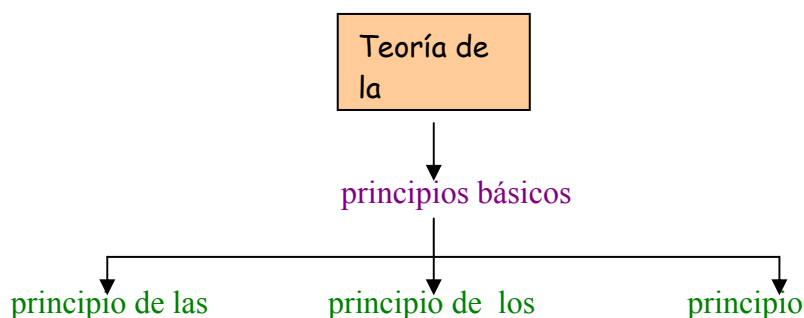 Teoría de
la
principios básicos
principio de las
principio de los
principio